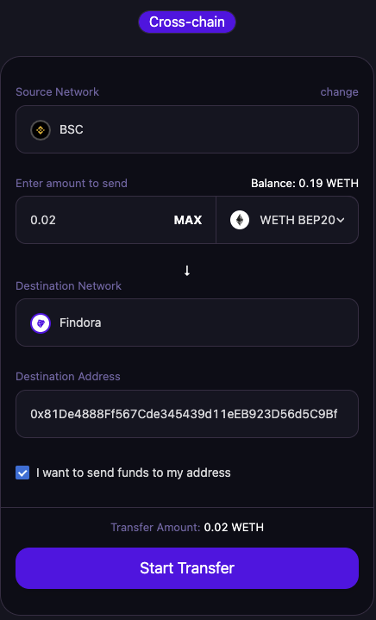 Cross-chain
Source Network change
BSC
Enter amount to send Balance: 0.19 WETH
0.02 MAX WETH BEP20
Destination Network
Findora
Destination Address
0x81De4888Ff567Cde345439d11eEB923D56d5C9Bf
I want to send funds to my address
Transfer Amount: 0.02 WETH
Start Transfer